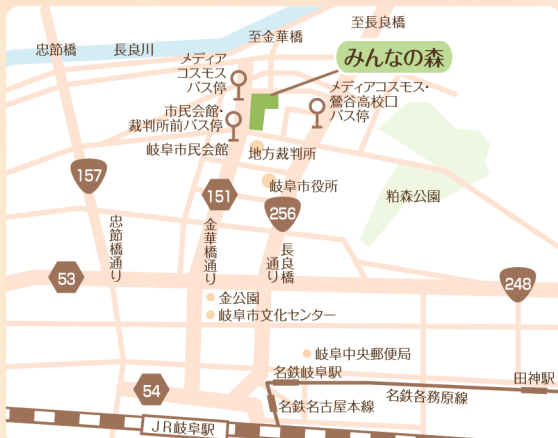 至長良橋
至金華橋
忠節橋
長良川
みんなの森
メディア
コスモス
バス停
メディアコスモス・
鶯谷高校口
バス停
市民会館・
裁判所前バス停
岐阜市民会館
地方裁判所
157
岐阜市役所
151
256
粕森公園
忠節橋通り
金華橋通り
長良橋
通り
53
248
金公園
岐阜市文化センター
岐阜中央郵便局
名鉄岐阜駅
田神駅
54
名鉄各務原線
名鉄名古屋本線
JR岐阜駅